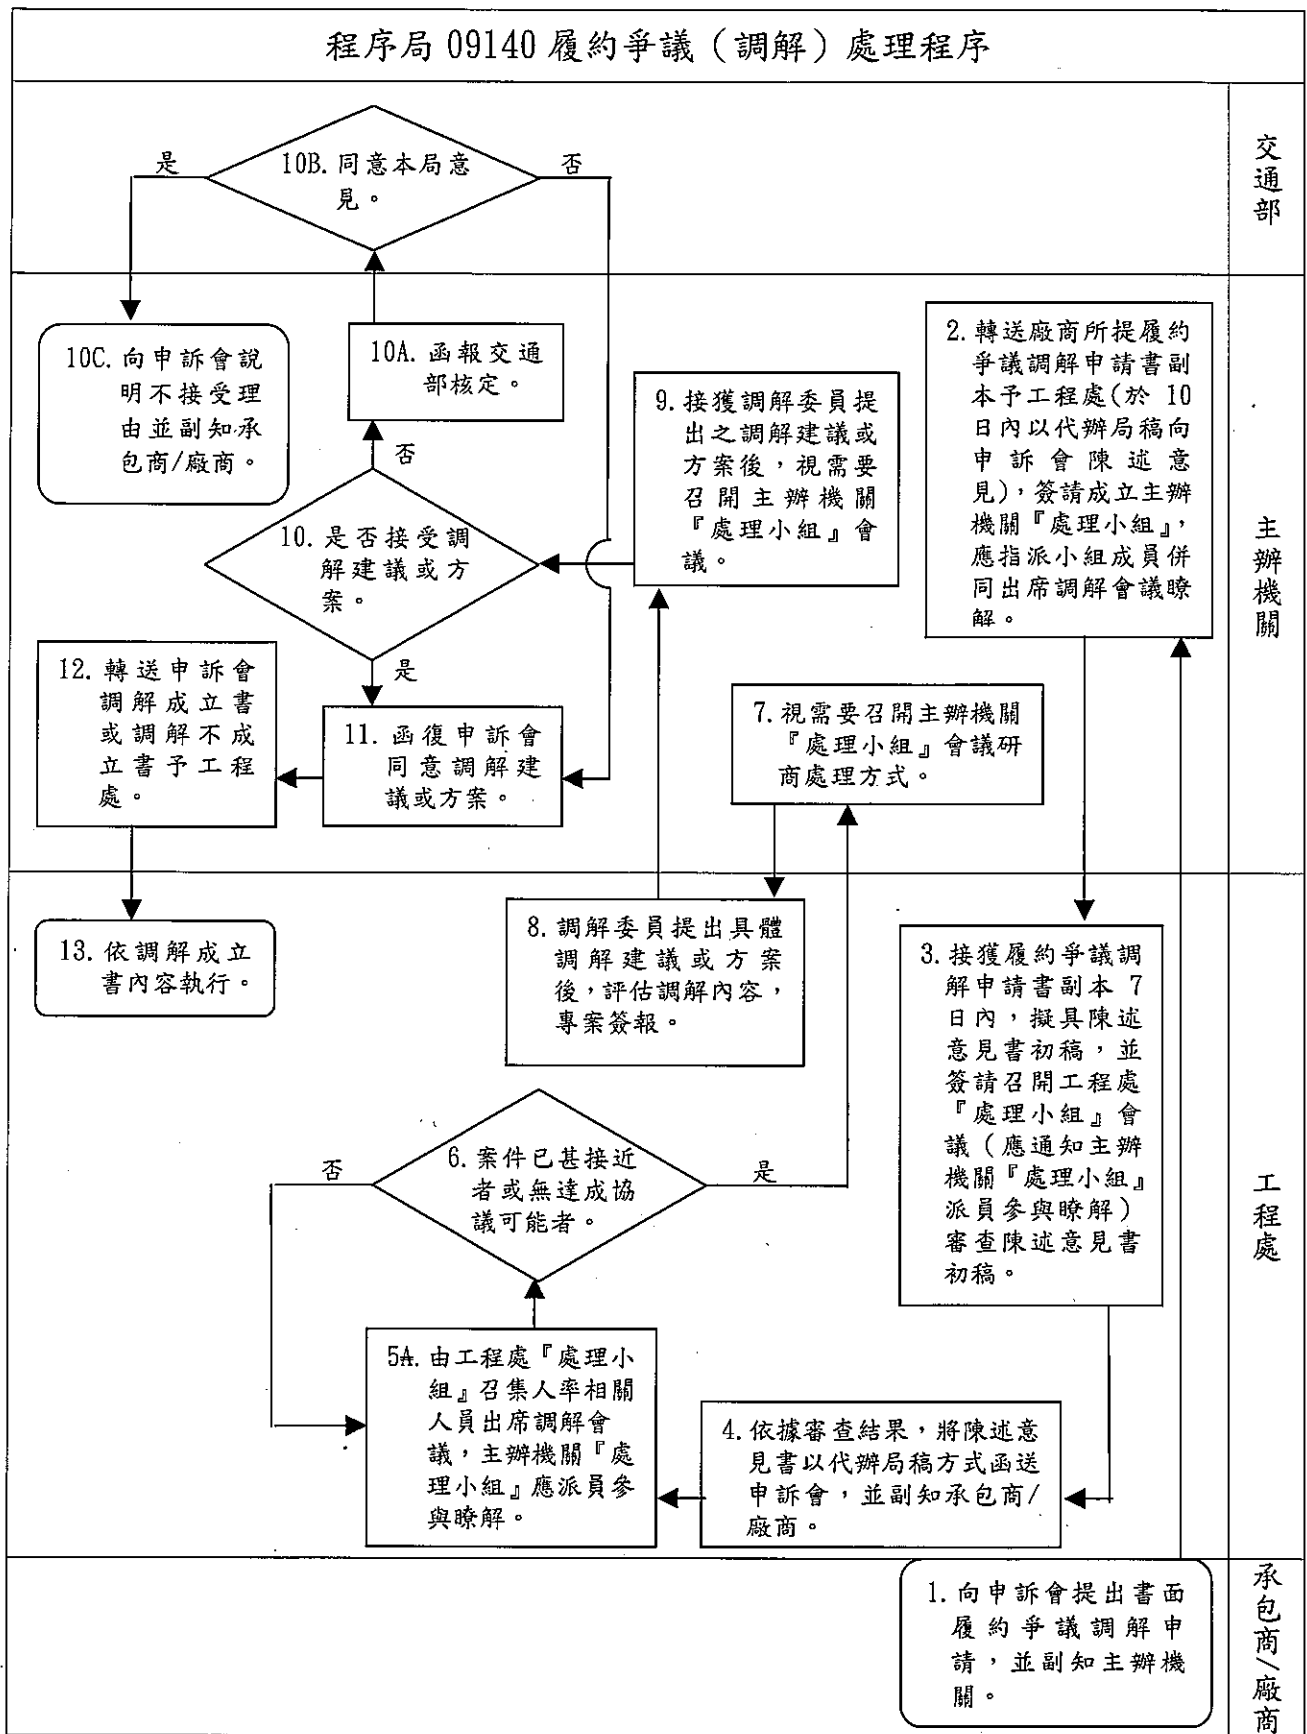 程序局 09140 履約爭議（調解）處理程序
交通部
是
10B. 同意本局意
見。
否
主辦機關
10C. 向申訴會說
明不接受理
由並副知承
包商/廠商。
10A. 函報交通
部核定。
9. 接獲調解委員提
出之調解建議或
方案後，視需要
召開主辦機關
『處理小組』會
議。
2. 轉送廠商所提履約
爭議調解申請書副
本予工程處(於 10
日內以代辦局稿向
申訴會陳述意
見)，簽請成立主辦
機關『處理小組』，
應指派小組成員併
同出席調解會議瞭
解。
否
10. 是否接受調
解建議或方
案。
是
12. 轉送申訴會
調解成立書
或調解不成
立書予工程
處。
11. 函復申訴會
同意調解建
議或方案。
7. 視需要召開主辦機關
『處理小組』會議研
商處理方式。
工程處
13. 依調解成立
書內容執行。
8. 調解委員提出具體
調解建議或方案
後，評估調解內容，
專案簽報。
3. 接獲履約爭議調
解申請書副本 7
日內，擬具陳述
意見書初稿，並
簽請召開工程處
『處理小組』會
議（應通知主辦
機關『處理小組』
派員參與瞭解）
審查陳述意見書
初稿。
否
6. 案件已甚接近
者或無達成協
議可能者。
是
5A. 由工程處『處理小
組』召集人率相關
人員出席調解會
議，主辦機關『處
理小組』應派員參
與瞭解。
4. 依據審查結果，將陳述意
見書以代辦局稿方式函送
申訴會，並副知承包商/
廠商。
承包商/廠商
1. 向申訴會提出書面
履約爭議調解申
請，並副知主辦機
關。